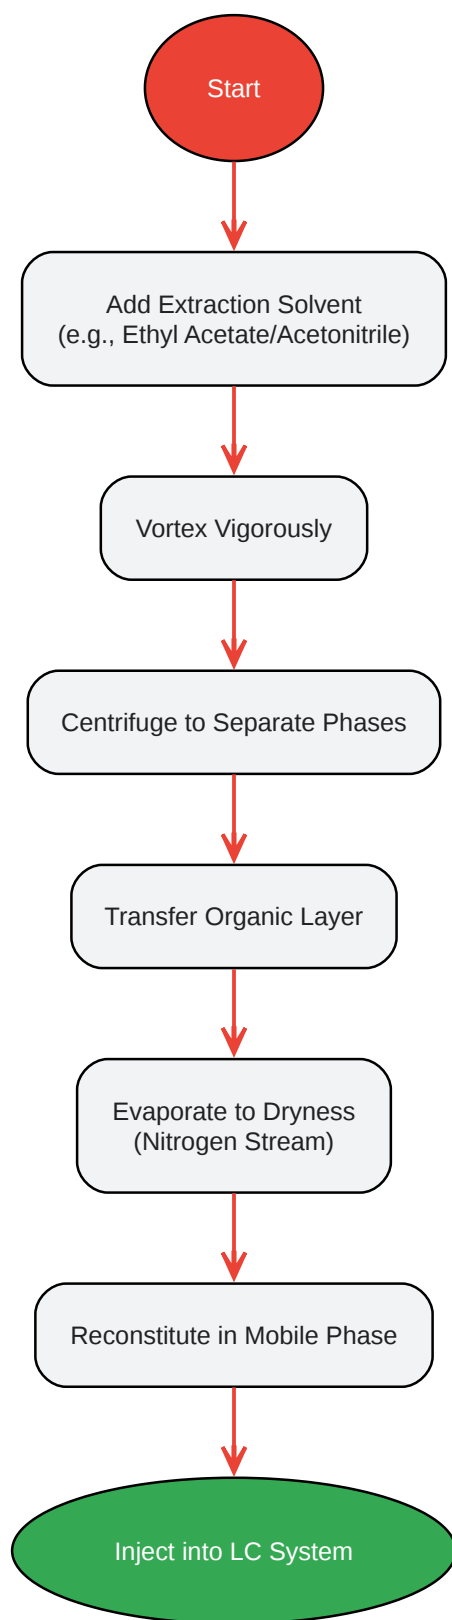 Start
Add Extraction Solvent
(e.g., Ethyl Acetate/Acetonitrile)
Vortex Vigorously
Centrifuge to Separate Phases
Transfer Organic Layer
Evaporate to Dryness
(Nitrogen Stream)
Reconstitute in Mobile Phase
Inject into LC System